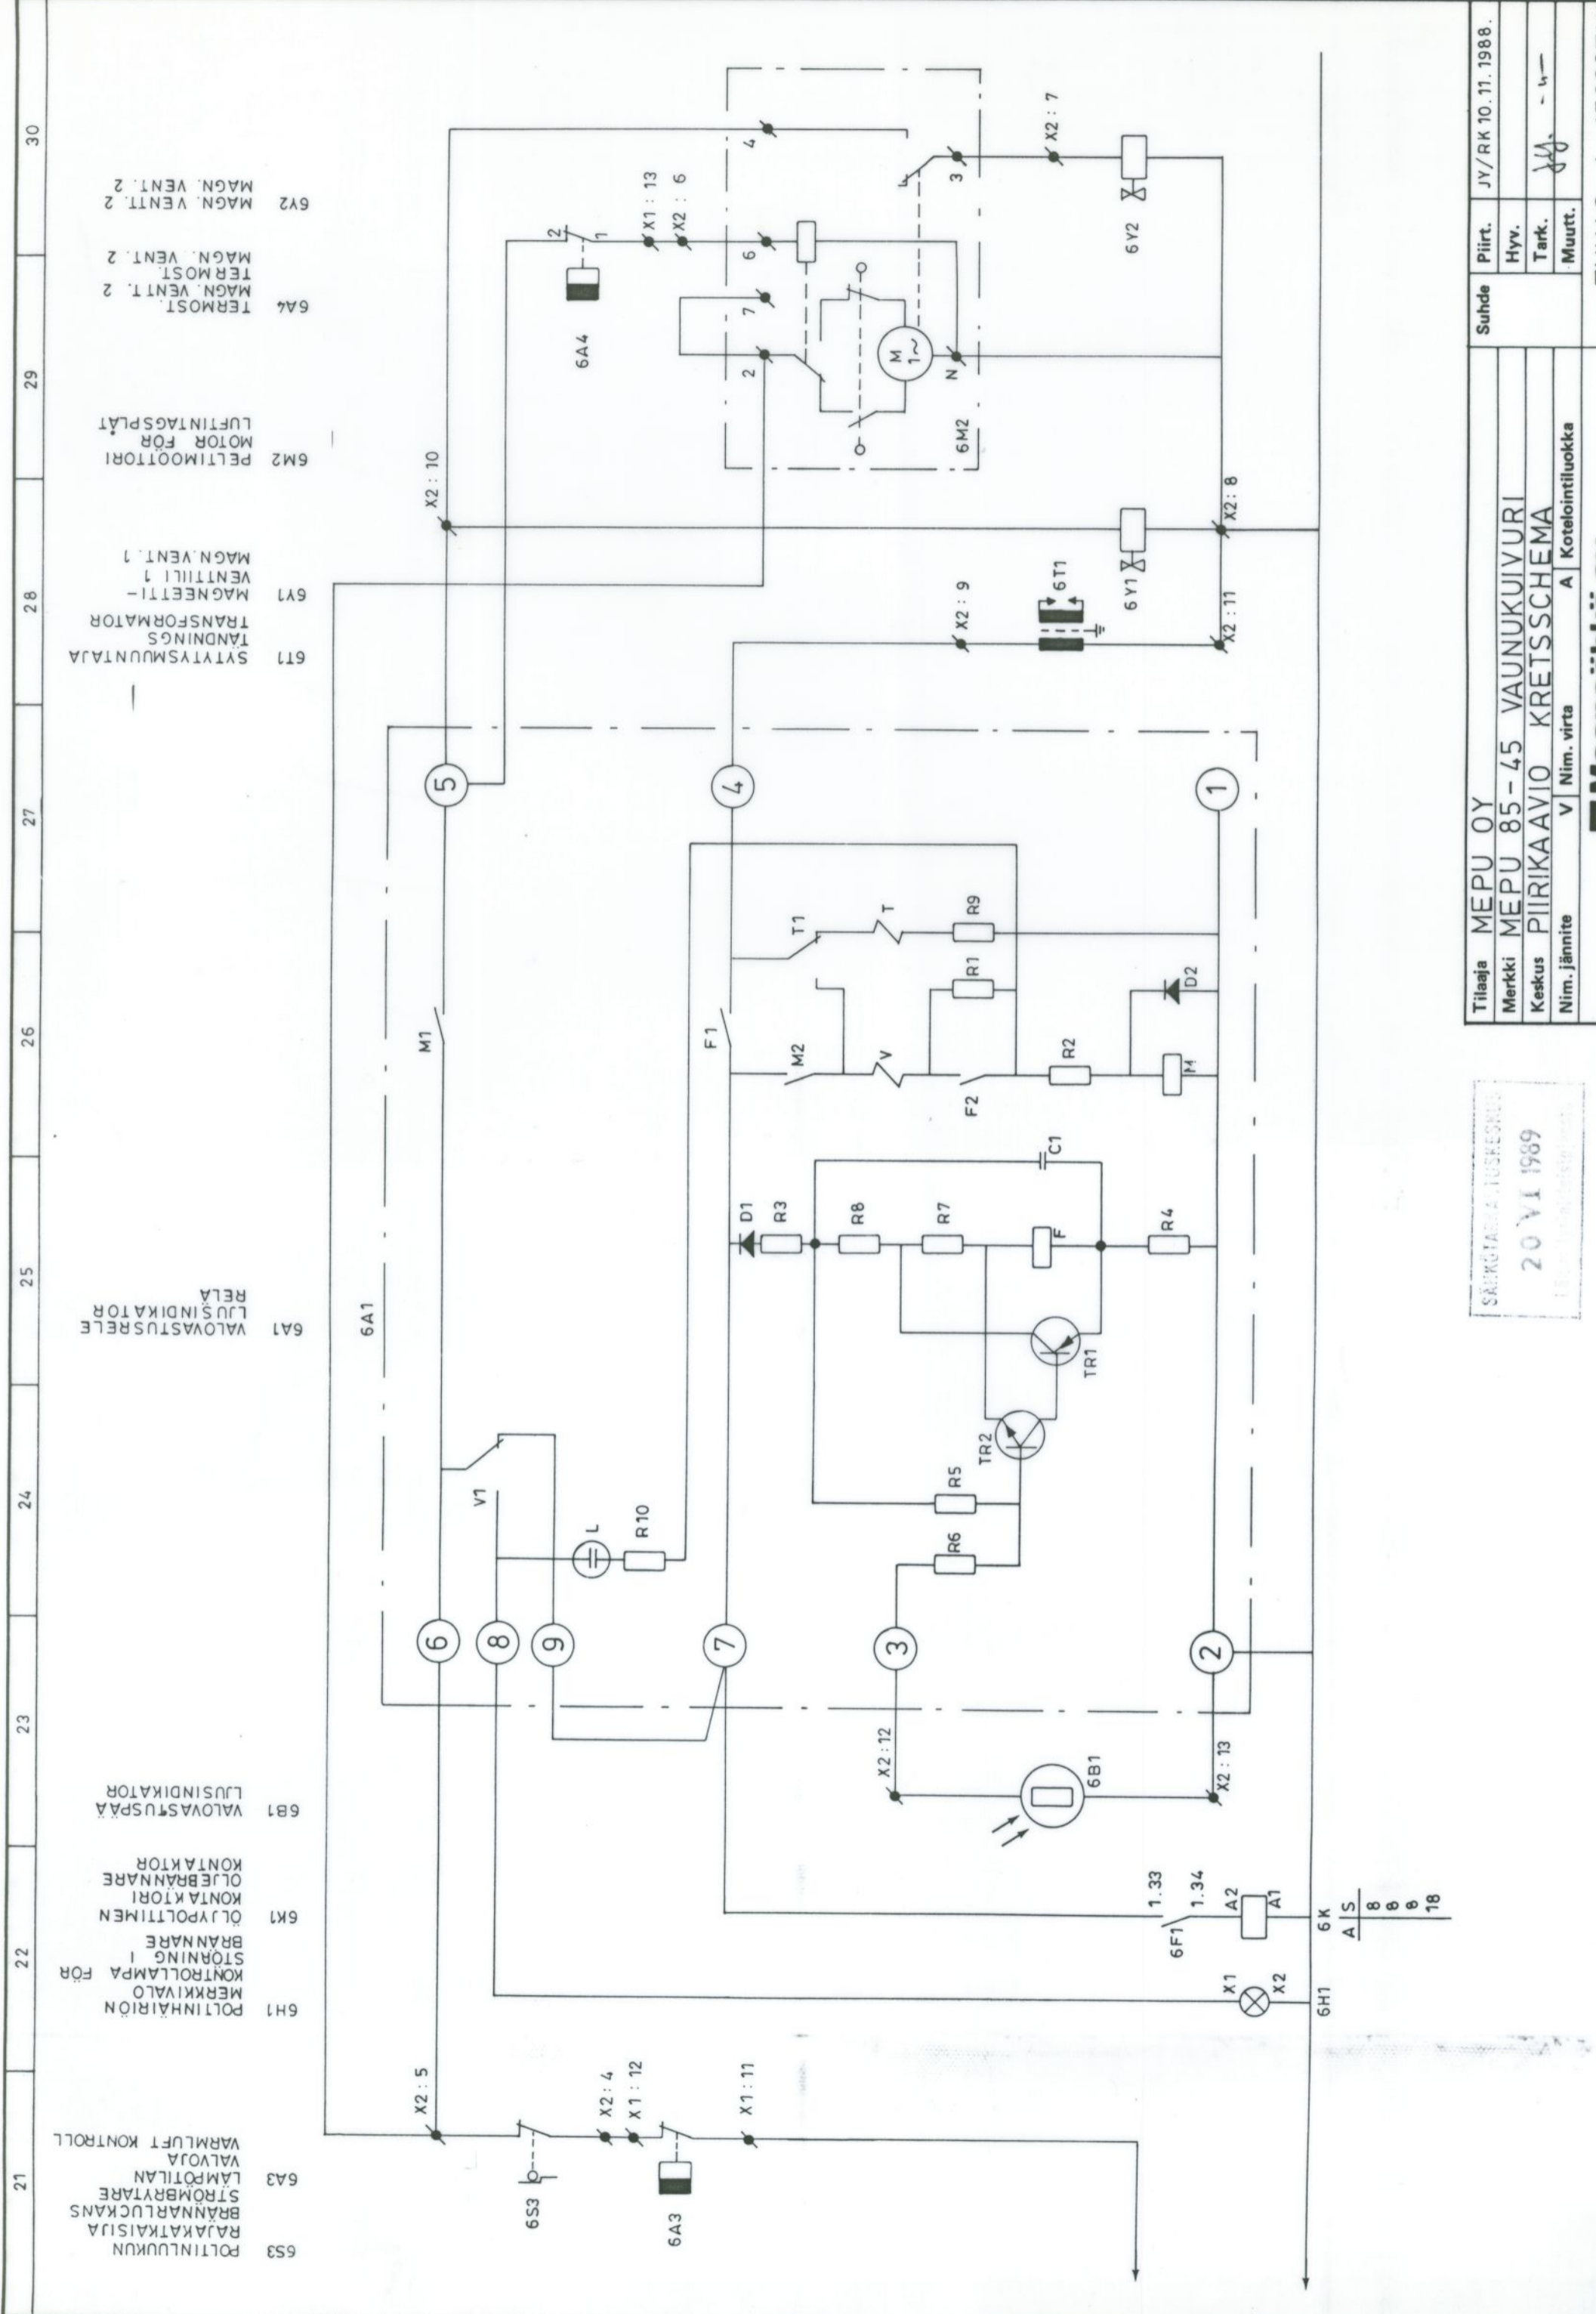 21
22
23
24
25
26
27
28
29
30
6S3 POLTINLUUKUN
RAJAKATKAISIJA
BRÄNNARLUCKANS
STRÖMBRYTARE
6A3 LÄMPÖTILAN
VALVOJA
VARMLUFT KONTROLL
6H1 POLTINHÄIRIÖN
MERKKIVALO
KONTROLLAMPA FÖR
STÖRNING I
BRÄNNARE
6K1 ÖLJYPOLTTIMEN
KONTAKTORI
OLJEBRÄNNARE
KONTAKTOR
6B1 VALOVASTUSPÄÄ
LJUSINDIKATOR
6A1 VALOVASTUSRELE
LJUSINDIKATOR
RELÄ
6T1 SYTYTYSMUUNTAJA
TÄNDNINGS
TRANSFORMATOR
6Y1 MAGNEETTI-
VENTTIILI 1
MAGN.VENT. 1
6M2 PELTIMOOTTORI
MOTOR FÖR
LUFTINTAGSPLÅT
6A4 TERMOST.
MAGN. VENTT. 2
TERMOST.
MAGN. VENT. 2
6Y2 MAGN. VENTT. 2
MAGN. VENT. 2
X2:5
6S3
X2:4
X1:12
6A3
X1:11
6H1
X1
X2
1.33
6F1
1.34
A2
A1
6K
A S
8
8
8
18
X2:12
6B1
X2:13
6
8
9
7
3
2
V1
L
R10
R6
R5
TR2
TR1
6A1
D1
R3
R8
R7
F
R4
C1
M1
F1
M2
V
F2
R2
M
R1
D2
T1
T
R9
5
4
1
X2:9
6T1
X2:11
6Y1
X2:8
X2:10
6M2
2
7
6
4
M
1~
N
3
6A4
2
1
X1:13
X2:6
X2:7
6Y2
Tilaaja MEPU OY
Merkki MEPU 85-45 VAUNUKUIVURI
Keskus PIIRIKAAVIO KRETSSCHEMA
Nim. jännite V Nim. virta A Kotelointiluokka
Suhde
Piirt. JY/RK 10.11.1988.
Hyv.
Tark.
Muutt.
SÄHKÖTARKASTUSKESKUS
20 VI 1989